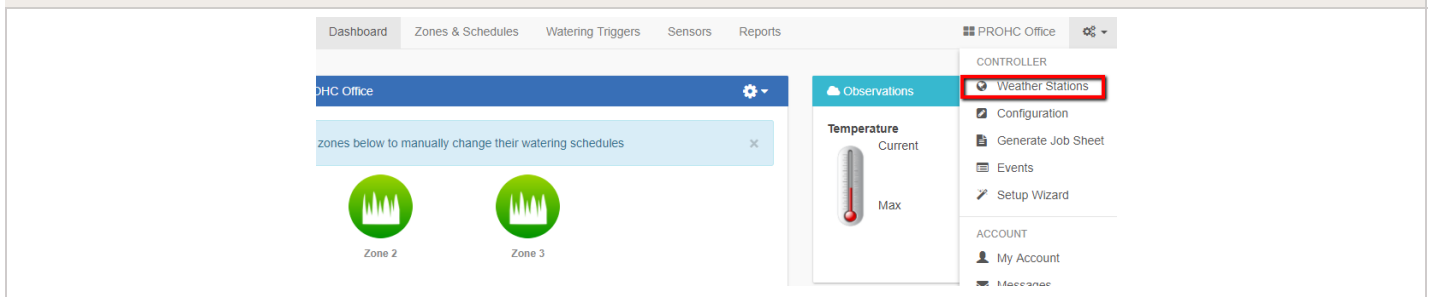 Dashboard Zones & Schedules Watering Triggers Sensors Reports PROHC Office
CONTROLLER
Weather Stations
Configuration
Generate Job Sheet
Events
Setup Wizard
ACCOUNT
My Account
Messages
OHC Office
zones below to manually change their watering schedules ×
Zone 2
Zone 3
Observations
Temperature
Current
Max